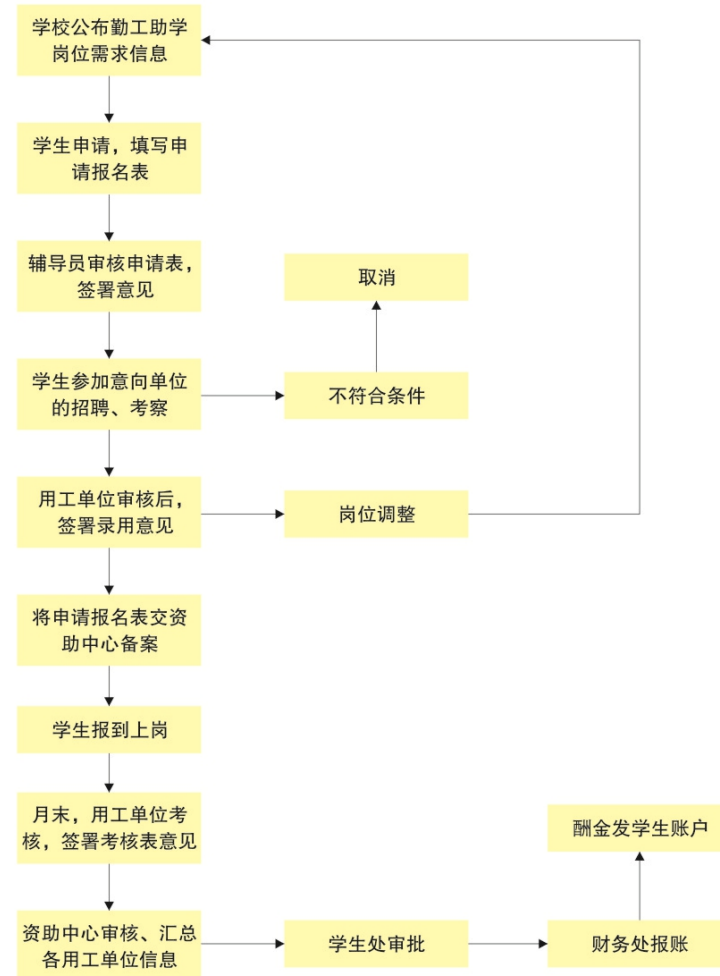 学校公布勤工助学
岗位需求信息
学生申请，填写申
请报名表
辅导员审核申请表，
签署意见
取消
学生参加意向单位
的招聘、考察
不符合条件
用工单位审核后，
签署录用意见
岗位调整
将申请报名表交资
助中心备案
学生报到上岗
月末，用工单位考
核，签署考核表意见
酬金发学生账户
资助中心审核、汇总
各用工单位信息
学生处审批
财务处报账